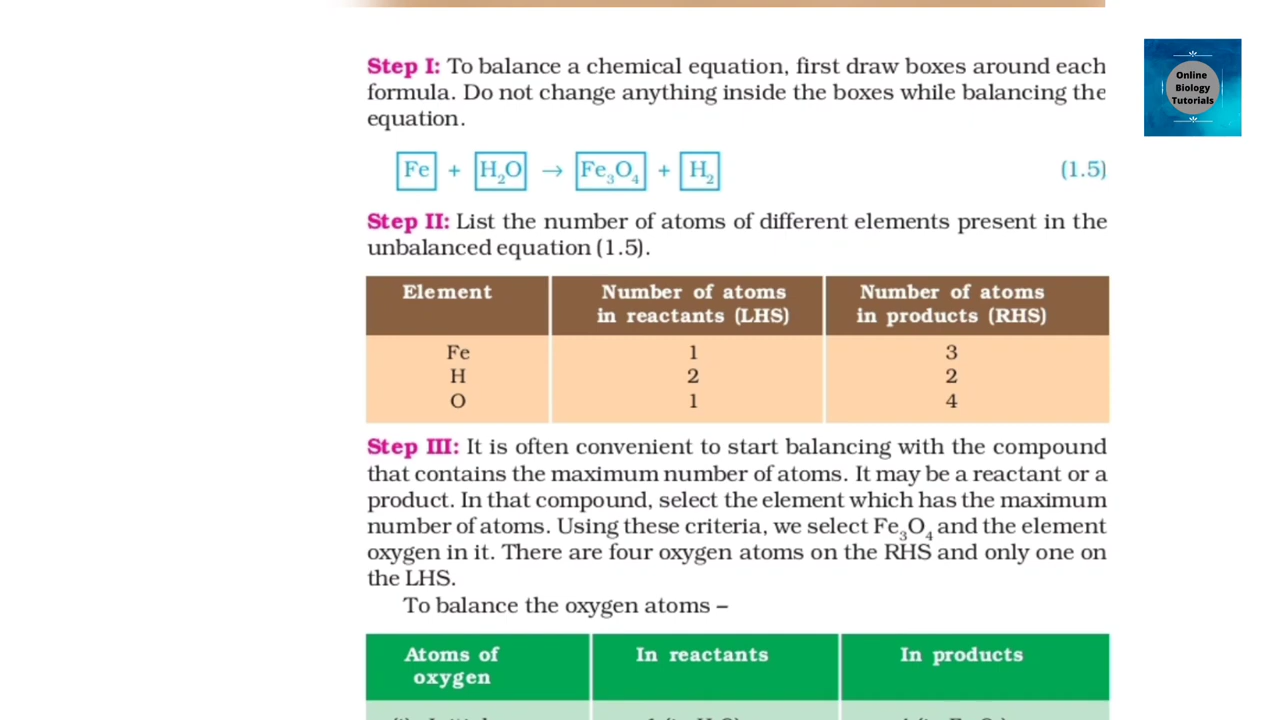 Step I: To balance a chemical equation, first draw boxes around each
formula. Do not change anything inside the boxes while balancing the
equation.
Fe + H₂O → Fe₃O₄ + H₂ (1.5)
Step II: List the number of atoms of different elements present in the
unbalanced equation (1.5).
Element Number of atoms Number of atoms
in reactants (LHS) in products (RHS)
Fe 1 3
H 2 2
O 1 4
Step III: It is often convenient to start balancing with the compound
that contains the maximum number of atoms. It may be a reactant or a
product. In that compound, select the element which has the maximum
number of atoms. Using these criteria, we select Fe₃O₄ and the element
oxygen in it. There are four oxygen atoms on the RHS and only one on
the LHS.
To balance the oxygen atoms –
Atoms of In reactants In products
oxygen
Online
Biology
Tutorials